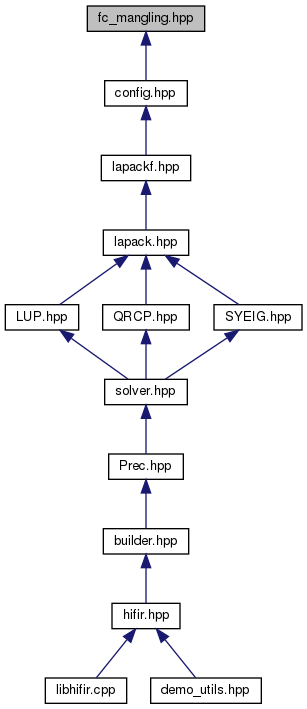 fc_mangling.hpp
config.hpp
lapackf.hpp
lapack.hpp
LUP.hpp
QRCP.hpp
SYEIG.hpp
solver.hpp
Prec.hpp
builder.hpp
hifir.hpp
libhifir.cpp
demo_utils.hpp